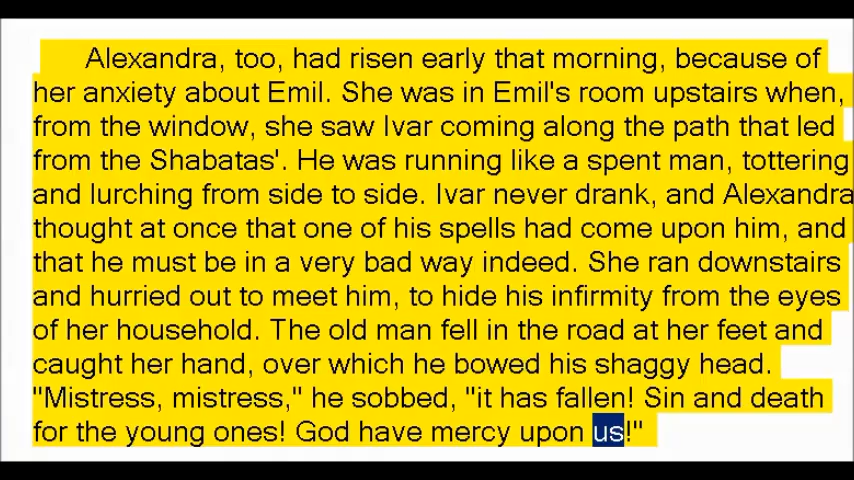 Alexandra, too, had risen early that morning, because of
her anxiety about Emil. She was in Emil's room upstairs when,
from the window, she saw Ivar coming along the path that led
from the Shabatas'. He was running like a spent man, tottering
and lurching from side to side. Ivar never drank, and Alexandra
thought at once that one of his spells had come upon him, and
that he must be in a very bad way indeed. She ran downstairs
and hurried out to meet him, to hide his infirmity from the eyes
of her household. The old man fell in the road at her feet and
caught her hand, over which he bowed his shaggy head.
"Mistress, mistress," he sobbed, "it has fallen! Sin and death
for the young ones! God have mercy upon us!"